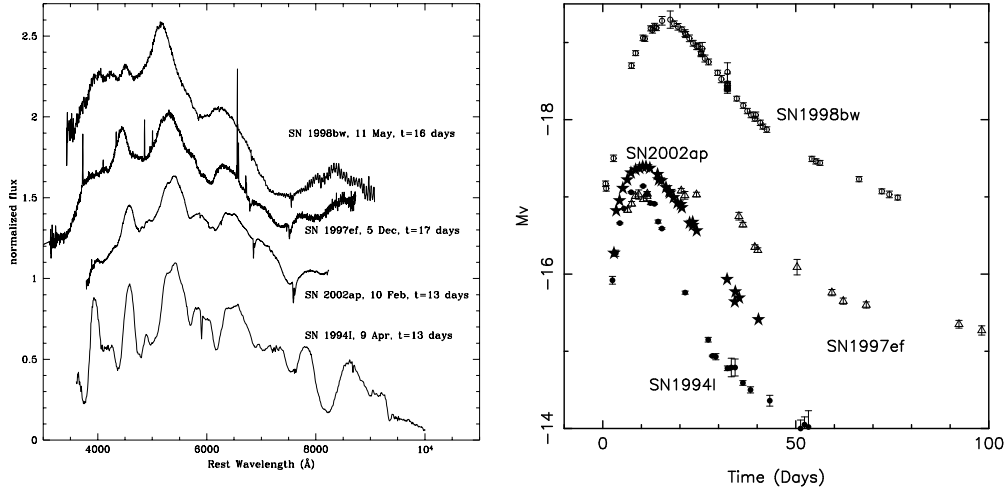 normalized flux
2.5
2
1.5
1
0.5
0
SN 1998bw, 11 May, t=16 days
SN 1997ef, 5 Dec, t=17 days
SN 2002ap, 10 Feb, t=13 days
SN 1994I, 9 Apr, t=13 days
4000
6000
8000
10⁴
Rest Wavelength (Å)
Mv
-18
-16
-14
SN1998bw
SN2002ap
SN1997ef
SN1994I
0
50
100
Time (Days)